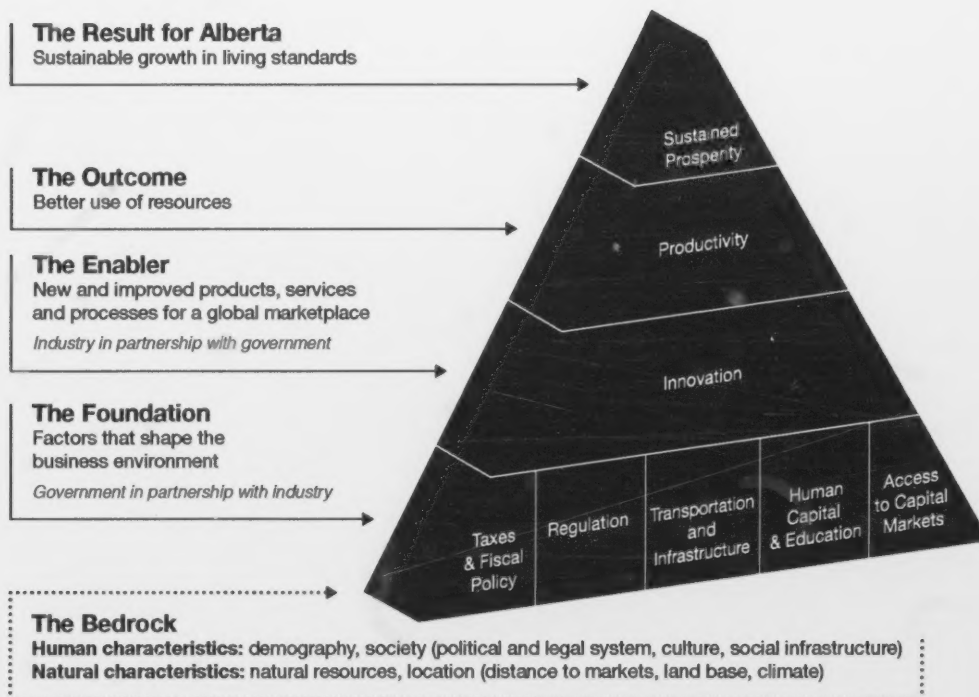 The Result for Alberta
Sustainable growth in living standards
Sustained
Prosperity
The Outcome
Better use of resources
Productivity
The Enabler
New and improved products, services
and processes for a global marketplace
Industry in partnership with government
Innovation
The Foundation
Factors that shape the
business environment
Government in partnership with industry
Taxes
& Fiscal
Policy
Regulation
Transportation
and
Infrastructure
Human
Capital
& Education
Access
to Capital
Markets
The Bedrock
Human characteristics: demography, society (political and legal system, culture, social infrastructure)
Natural characteristics: natural resources, location (distance to markets, land base, climate)